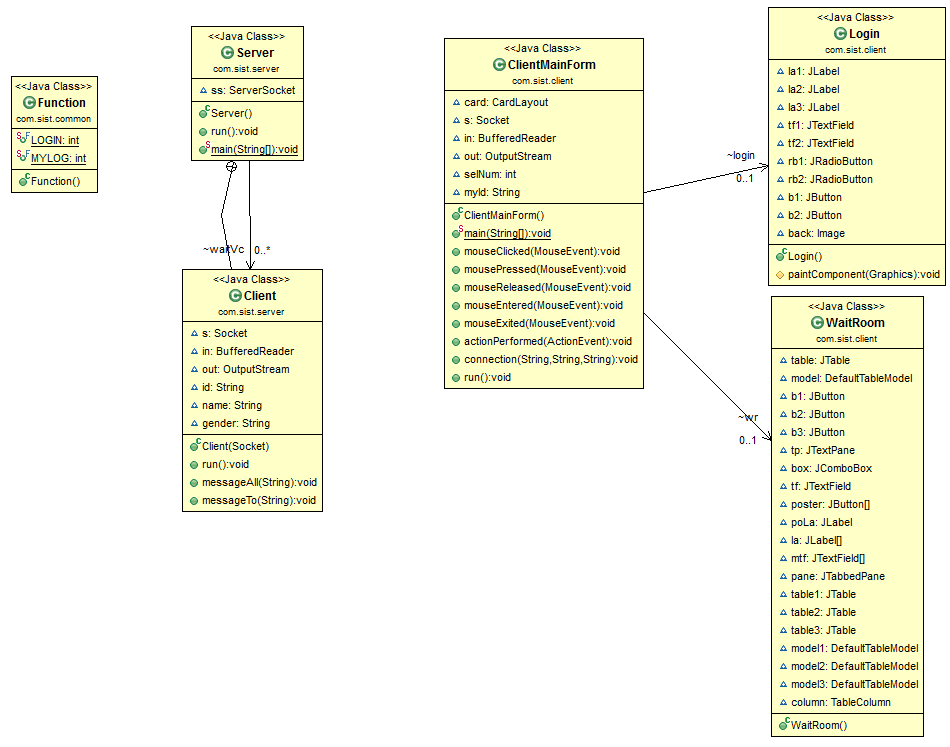 <<Java Class>>
Function
com.sist.common
LOGIN: int
MYLOG: int
Function()
<<Java Class>>
Server
com.sist.server
ss: ServerSocket
Server()
run():void
main(String[]):void
~waitVc
0..*
<<Java Class>>
Client
com.sist.server
s: Socket
in: BufferedReader
out: OutputStream
id: String
name: String
gender: String
Client(Socket)
run():void
messageAll(String):void
messageTo(String):void
<<Java Class>>
ClientMainForm
com.sist.client
card: CardLayout
s: Socket
in: BufferedReader
out: OutputStream
selNum: int
myId: String
ClientMainForm()
main(String[]):void
mouseClicked(MouseEvent):void
mousePressed(MouseEvent):void
mouseReleased(MouseEvent):void
mouseEntered(MouseEvent):void
mouseExited(MouseEvent):void
actionPerformed(ActionEvent):void
connection(String,String,String):void
run():void
~login
0..1
<<Java Class>>
Login
com.sist.client
la1: JLabel
la2: JLabel
la3: JLabel
tf1: JTextField
tf2: JTextField
rb1: JRadioButton
rb2: JRadioButton
b1: JButton
b2: JButton
back: Image
Login()
paintComponent(Graphics):void
~wr
0..1
<<Java Class>>
WaitRoom
com.sist.client
table: JTable
model: DefaultTableModel
b1: JButton
b2: JButton
b3: JButton
tp: JTextPane
box: JComboBox
tf: JTextField
poster: JButton[]
poLa: JLabel
la: JLabel[]
mtf: JTextField[]
pane: JTabbedPane
table1: JTable
table2: JTable
table3: JTable
model1: DefaultTableModel
model2: DefaultTableModel
model3: DefaultTableModel
column: TableColumn
WaitRoom()